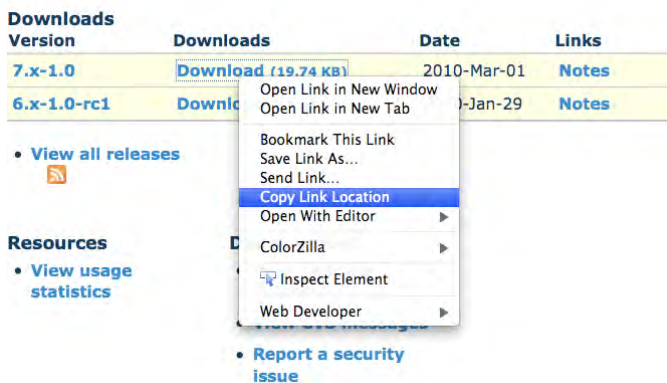 Downloads
Version Downloads Date Links
7.x-1.0 Download (19.74 KB) 2010-Mar-01 Notes
6.x-1.0-rc1 Downlo -Jan-29 Notes
Open Link in New Window
Open Link in New Tab
Bookmark This Link
Save Link As...
Send Link...
Copy Link Location
Open With Editor
ColorZilla
Inspect Element
Web Developer
View all releases
Resources D
View usage
statistics
Report a security
issue